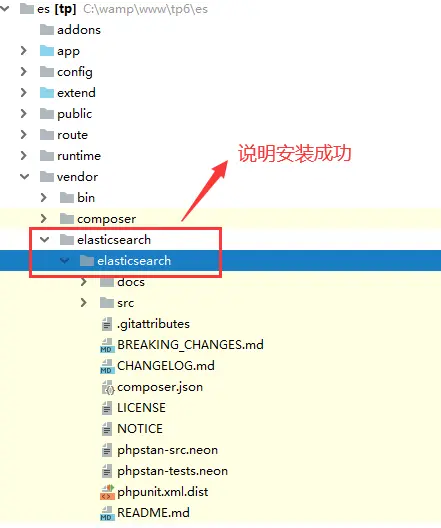 es [tp] C:\wamp\www\tp6\es
addons
app
config
extend
public
route
runtime
vendor
说明安装成功
bin
composer
elasticsearch
elasticsearch
docs
src
.gitattributes
BREAKING_CHANGES.md
CHANGELOG.md
composer.json
LICENSE
NOTICE
phpstan-src.neon
phpstan-tests.neon
phpunit.xml.dist
README.md